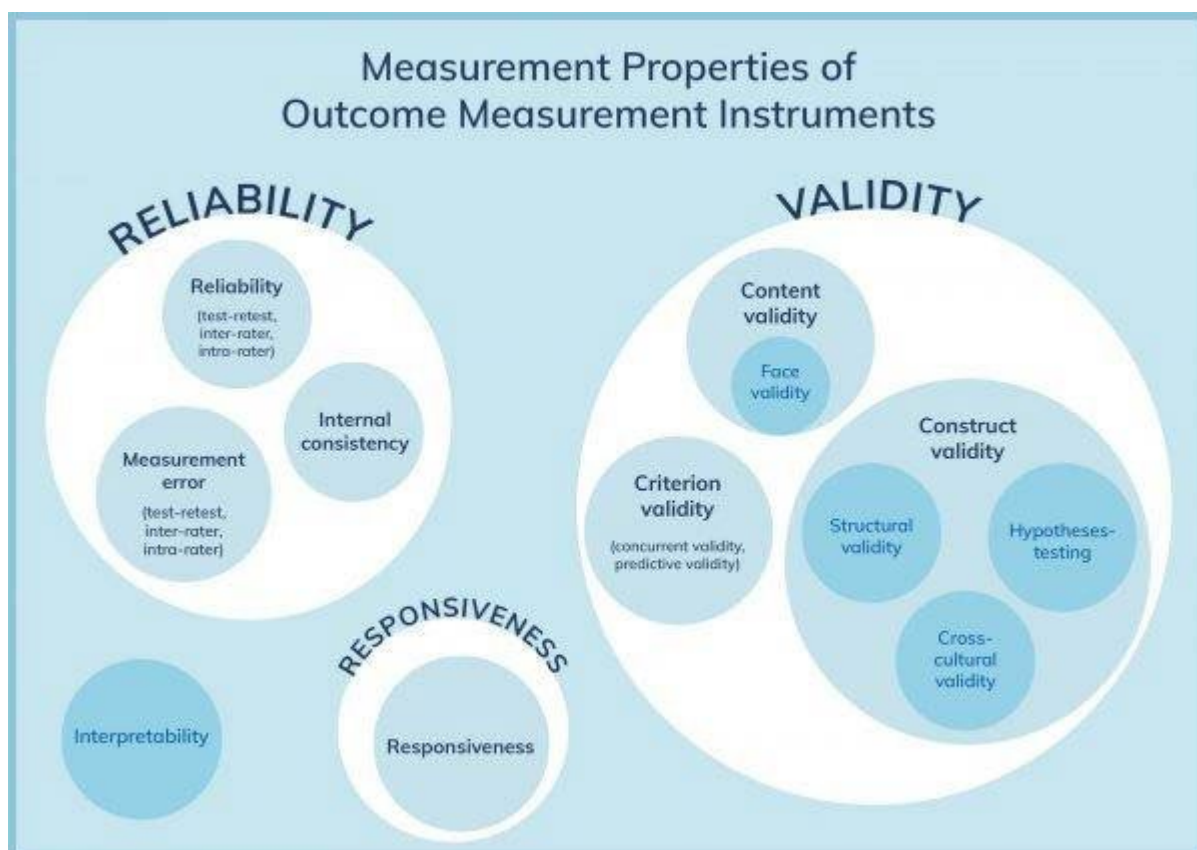 Measurement Properties of
Outcome Measurement Instruments
RELIABILITY
Reliability
(test-retest,
inter-rater,
intra-rater)
Internal
consistency
Measurement
error
(test-retest,
inter-rater,
intra-rater)
VALIDITY
Content
validity
Face
validity
Criterion
validity
(concurrent validity,
predictive validity)
Construct
validity
Structural
validity
Hypotheses-
testing
Cross-
cultural
validity
RESPONSIVENESS
Responsiveness
Interpretability